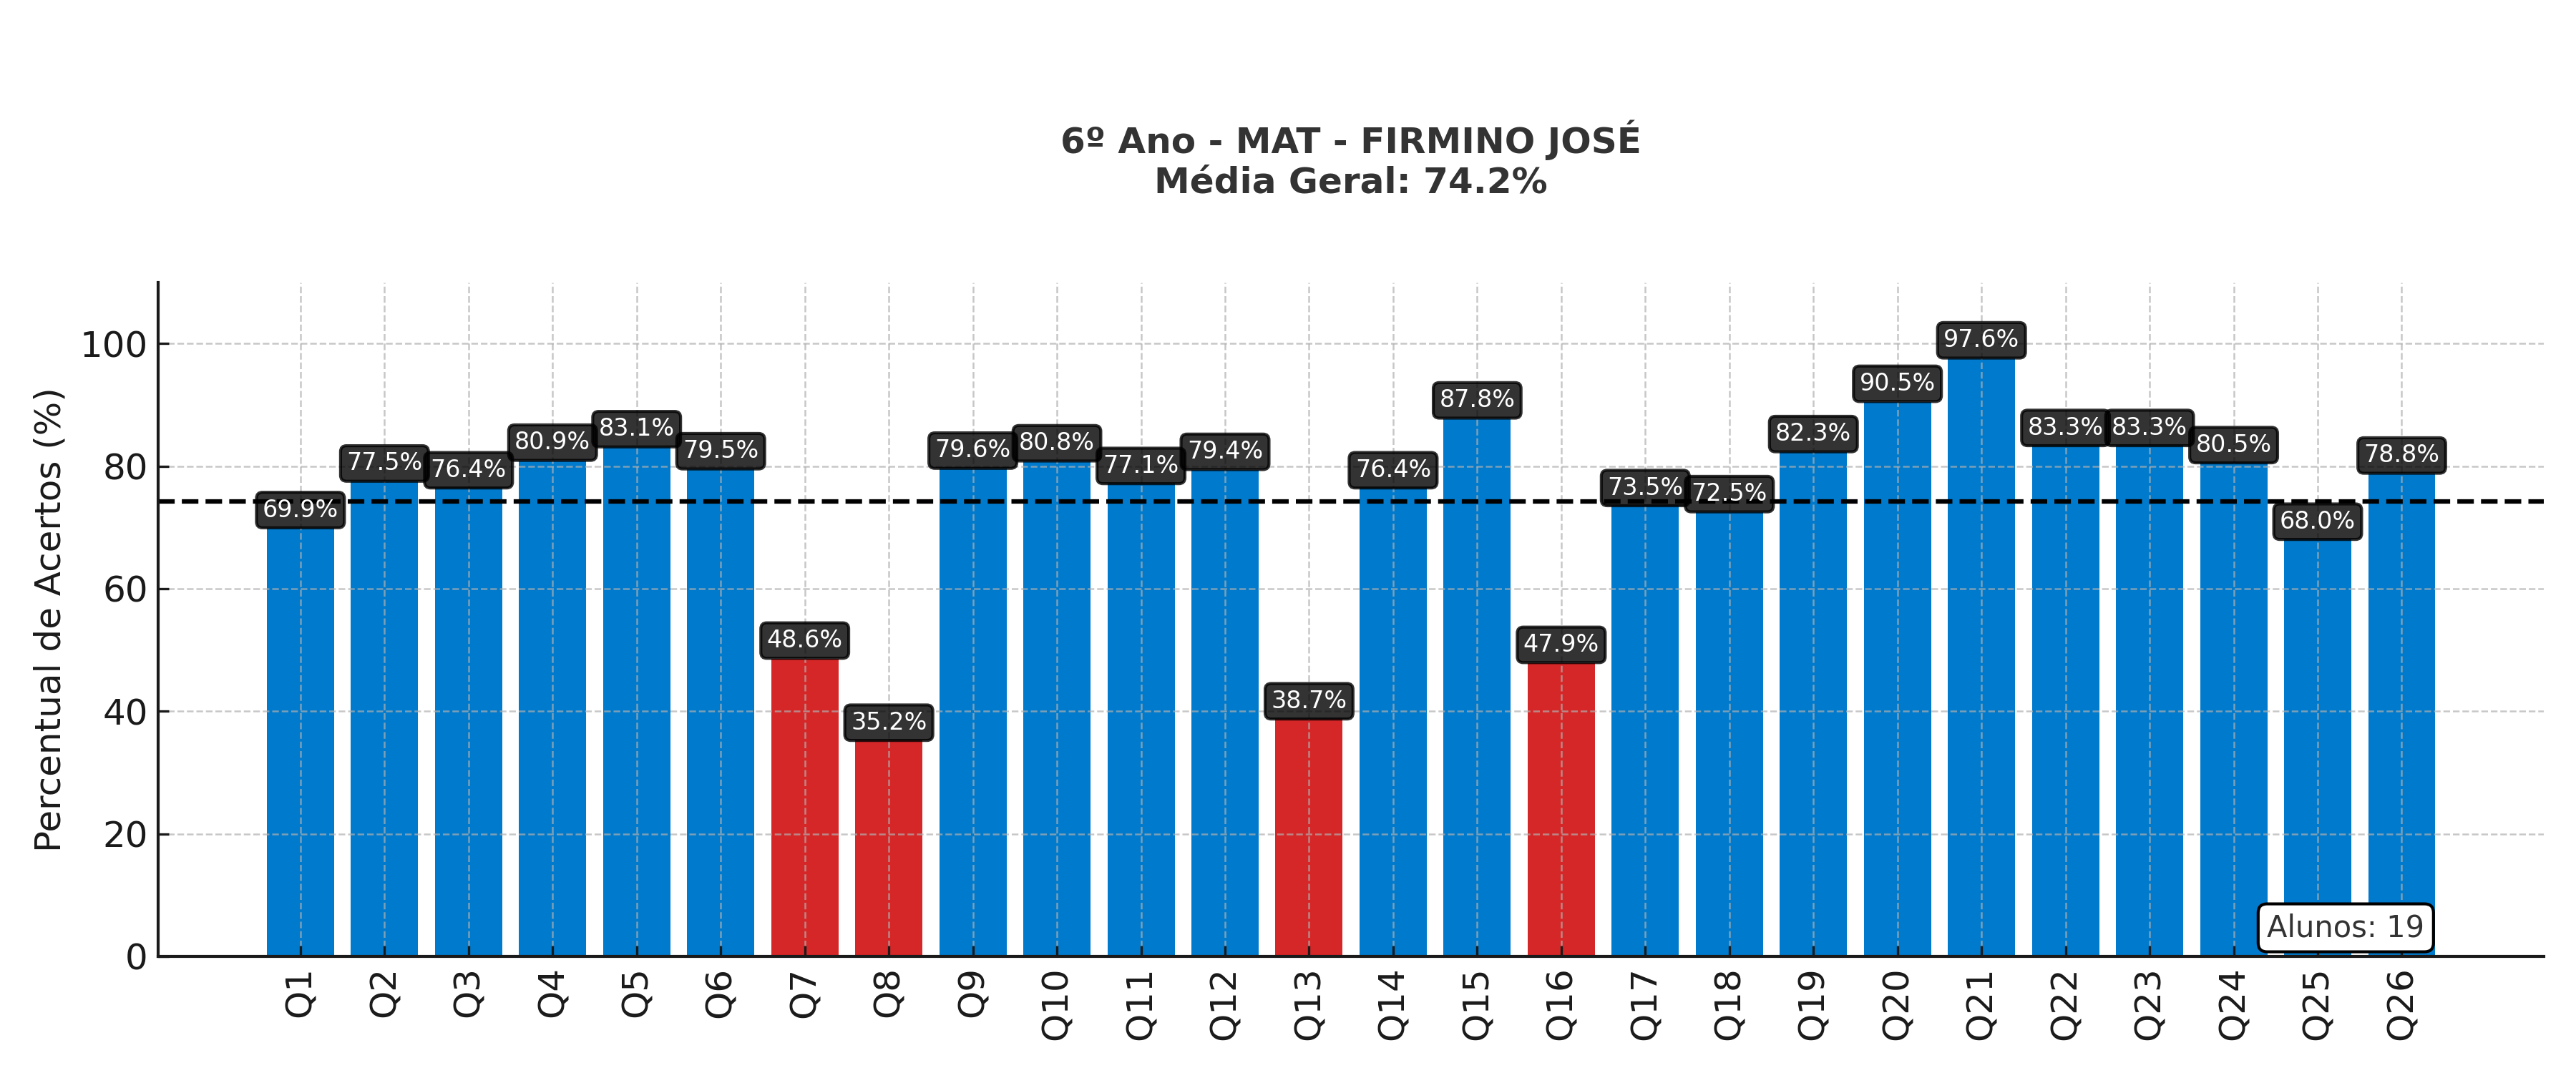 6º Ano - MAT - FIRMINO JOSÉ
Média Geral: 74.2%
Percentual de Acertos (%)
100
80
60
40
20
0
69.9%
77.5%
76.4%
80.9%
83.1%
79.5%
48.6%
35.2%
79.6%
80.8%
77.1%
79.4%
38.7%
76.4%
87.8%
47.9%
73.5%
72.5%
82.3%
90.5%
97.6%
83.3%
83.3%
80.5%
68.0%
78.8%
Alunos: 19
Q1
Q2
Q3
Q4
Q5
Q6
Q7
Q8
Q9
Q10
Q11
Q12
Q13
Q14
Q15
Q16
Q17
Q18
Q19
Q20
Q21
Q22
Q23
Q24
Q25
Q26